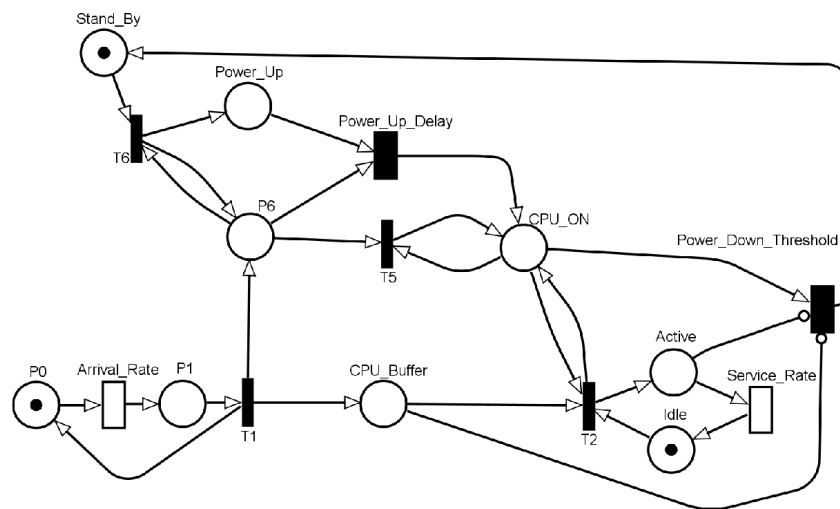 Stand_By
Power_Up
Power_Up_Delay
T6
P6
CPU_ON
Power_Down_Threshold
T5
Active
P0
Arrival_Rate
P1
CPU_Buffer
Service_Rate
Idle
T1
T2